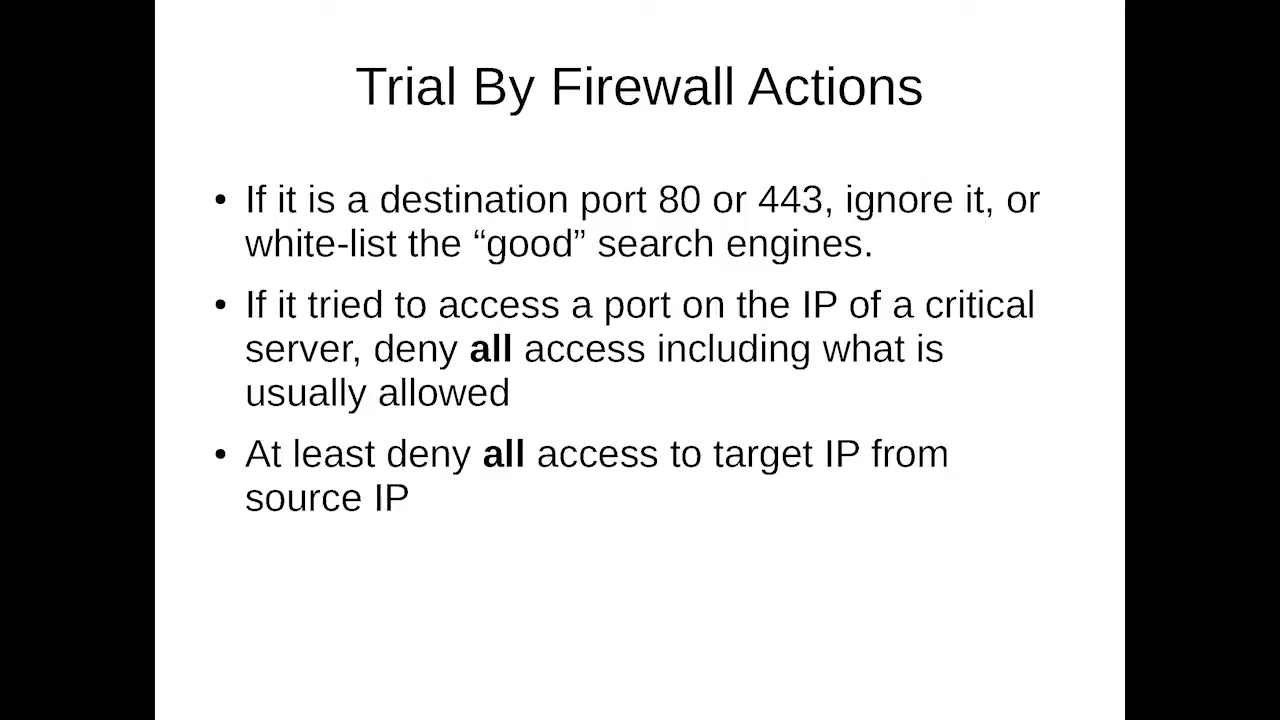 Trial By Firewall Actions
• If it is a destination port 80 or 443, ignore it, or
white-list the “good” search engines.
• If it tried to access a port on the IP of a critical
server, deny all access including what is
usually allowed
• At least deny all access to target IP from
source IP